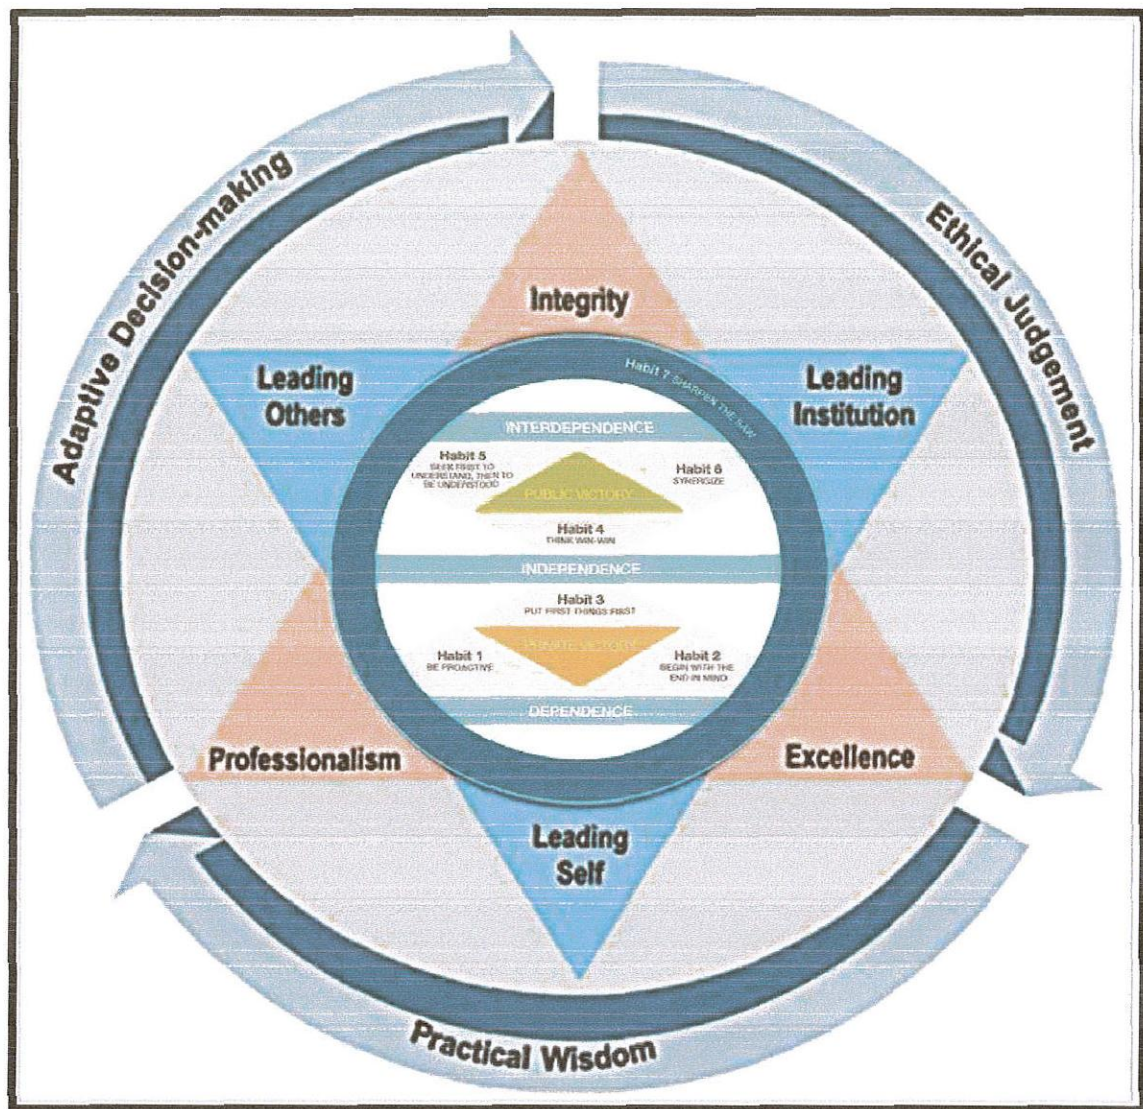 Adaptive Decision-making
Ethical Judgement
Integrity
Leading
Others
Leading
Institution
Habit 7 SHARPEN THE SAW
INTERDEPENDENCE
Habit 5
SEEK FIRST TO
UNDERSTAND, THEN TO
BE UNDERSTOOD
Habit 6
SYNERGIZE
PUBLIC VICTORY
Habit 4
THINK WIN-WIN
INDEPENDENCE
Habit 3
PUT FIRST THINGS FIRST
PRIVATE VICTORY
Habit 1
BE PROACTIVE
Habit 2
BEGIN WITH THE
END IN MIND
DEPENDENCE
Professionalism
Excellence
Leading
Self
Practical Wisdom